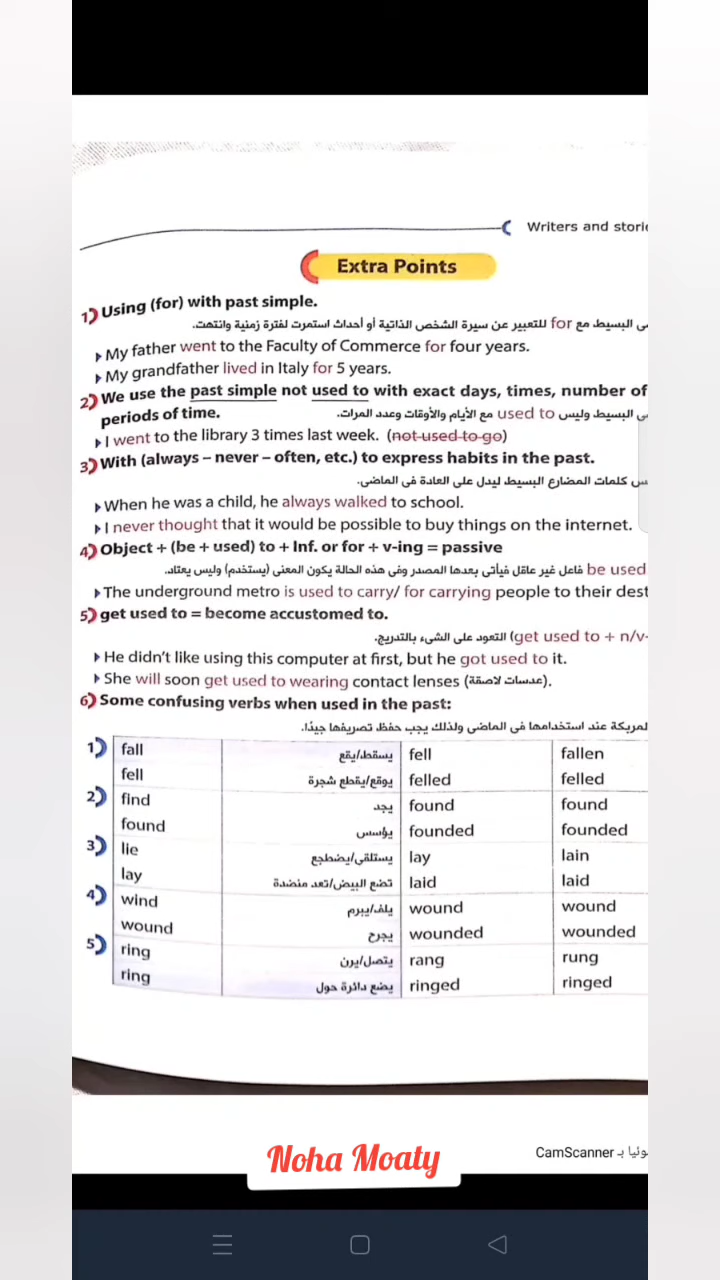 Writers and storie
Extra Points
1) Using (for) with past simple.
ى البسيط مع for للتعبير عن سيرة الشخص الذاتية أو أحداث استمرت لفترة زمنية وانتهت.
My father went to the Faculty of Commerce for four years.
My grandfather lived in Italy for 5 years.
2) We use the past simple not used to with exact days, times, number of
periods of time.
ى البسيط وليس used to مع الأيام والأوقات وعدد المرات.
I went to the library 3 times last week. (not used to go)
3) With (always – never – often, etc.) to express habits in the past.
س كلمات المضارع البسيط ليدل على العادة فى الماضى.
When he was a child, he always walked to school.
I never thought that it would be possible to buy things on the internet.
4) Object + (be + used) to + Inf. or for + v-ing = passive
be used فاعل غير عاقل فيأتى بعدها المصدر وفى هذه الحالة يكون المعنى (يستخدم) وليس يعتاد.
The underground metro is used to carry/ for carrying people to their dest
5) get used to = become accustomed to.
(get used to + n/v- التعود على الشىء بالتدريج.
He didn't like using this computer at first, but he got used to it.
She will soon get used to wearing contact lenses (عدسات لاصقة).
6) Some confusing verbs when used in the past:
لمربكة عند استخدامها فى الماضى ولذلك يجب حفظ تصريفها جيدًا.
1) fall يسقط/يقع fell fallen
fell يوقع/يقطع شجرة felled felled
2) find يجد found found
found يؤسس founded founded
3) lie يستلقى/يضطجع lay lain
lay تضع البيض/تعد منضدة laid laid
4) wind يلف/يبرم wound wound
wound يجرح wounded wounded
5) ring يتصل/يرن rang rung
ring يضع دائرة حول ringed ringed
Noha Moaty
وئيا بـ CamScanner